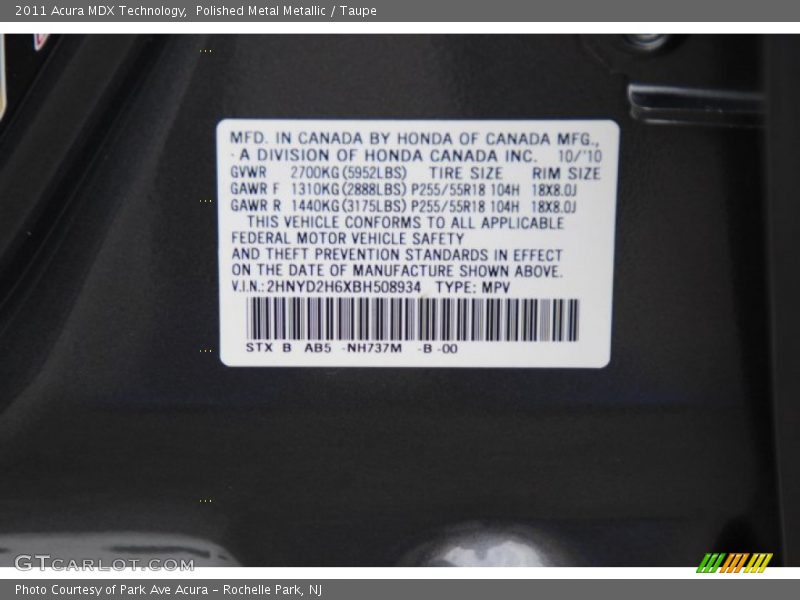 2011 Acura MDX Technology,  Polished Metal Metallic / Taupe
MFD. IN CANADA BY HONDA OF CANADA MFG.,
A DIVISION OF HONDA CANADA INC. 10/'10
GVWR 2700KG(5952LBS) TIRE SIZE RIM SIZE
GAWR F 1310KG(2888LBS) P255/55R18 104H 18X8.0J
GAWR R 1440KG(3175LBS) P255/55R18 104H 18X8.0J
THIS VEHICLE CONFORMS TO ALL APPLICABLE
FEDERAL MOTOR VEHICLE SAFETY
AND THEFT PREVENTION STANDARDS IN EFFECT
ON THE DATE OF MANUFACTURE SHOWN ABOVE.
V.I.N.:2HNYD2H6XBH508934 TYPE: MPV
STX B AB5 -NH737M -B -00
GTCARLOT.COM
Photo Courtesy of Park Ave Acura – Rochelle Park, NJ